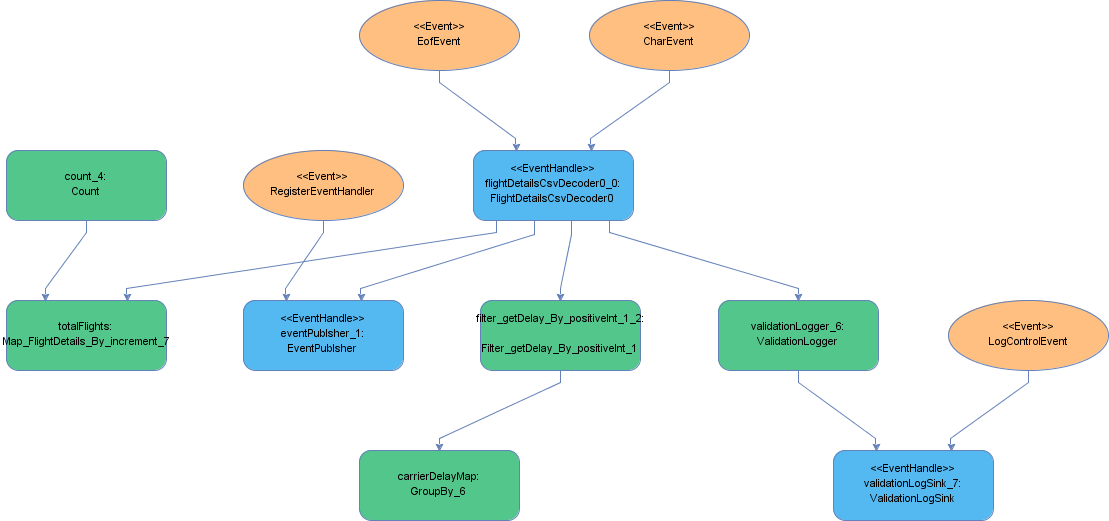 <<Event>>
EofEvent
<<Event>>
CharEvent
count_4:
Count
<<Event>>
RegisterEventHandler
<<EventHandle>>
flightDetailsCsvDecoder0_0:
FlightDetailsCsvDecoder0
totalFlights:
Map_FlightDetails_By_increment_7
<<EventHandle>>
eventPublsher_1:
EventPublsher
filter_getDelay_By_positiveInt_1_2:
Filter_getDelay_By_positiveInt_1
validationLogger_6:
ValidationLogger
<<Event>>
LogControlEvent
carrierDelayMap:
GroupBy_6
<<EventHandle>>
validationLogSink_7:
ValidationLogSink